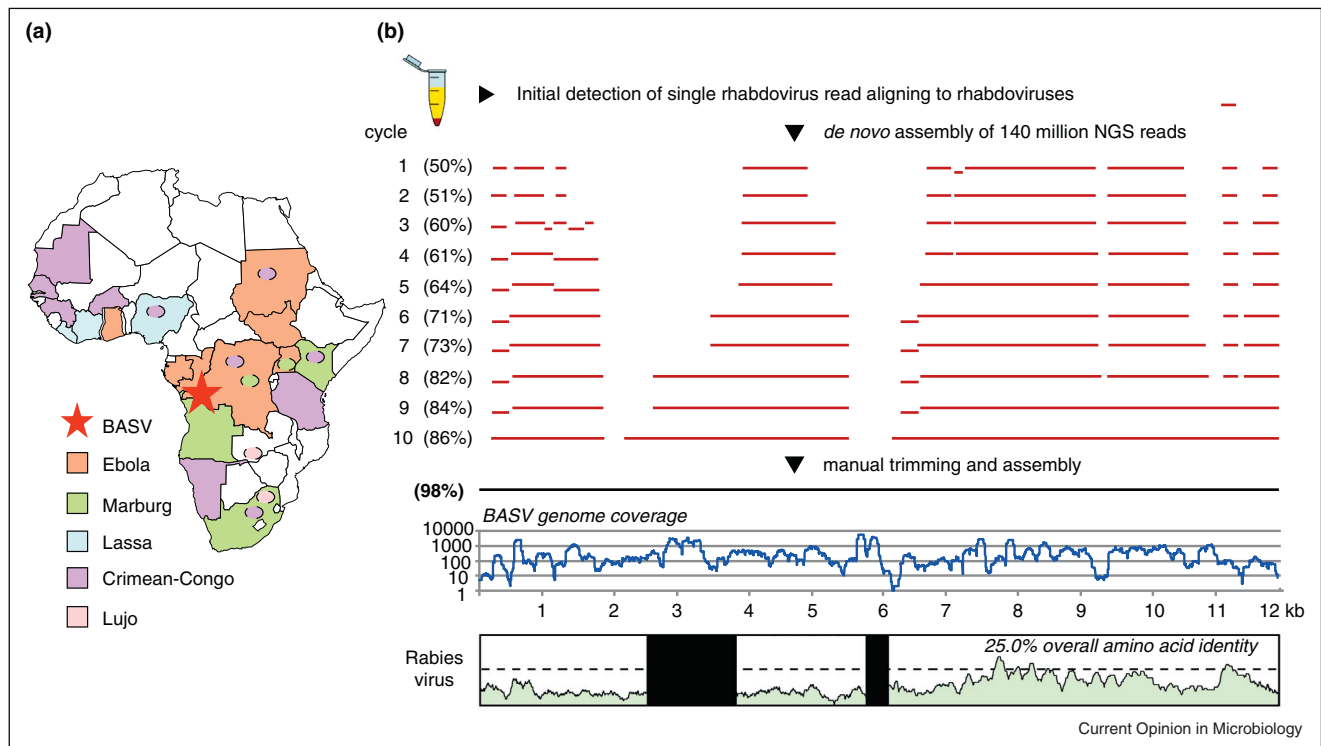 (a)
BASV
Ebola
Marburg
Lassa
Crimean-Congo
Lujo
(b)
Initial detection of single rhabdovirus read aligning to rhabdoviruses
cycle
de novo assembly of 140 million NGS reads
1 (50%)
2 (51%)
3 (60%)
4 (61%)
5 (64%)
6 (71%)
7 (73%)
8 (82%)
9 (84%)
10 (86%)
manual trimming and assembly
(98%)
BASV genome coverage
10000
1000
100
10
1
1 2 3 4 5 6 7 8 9 10 11 12 kb
Rabies
virus
25.0% overall amino acid identity
Current Opinion in Microbiology